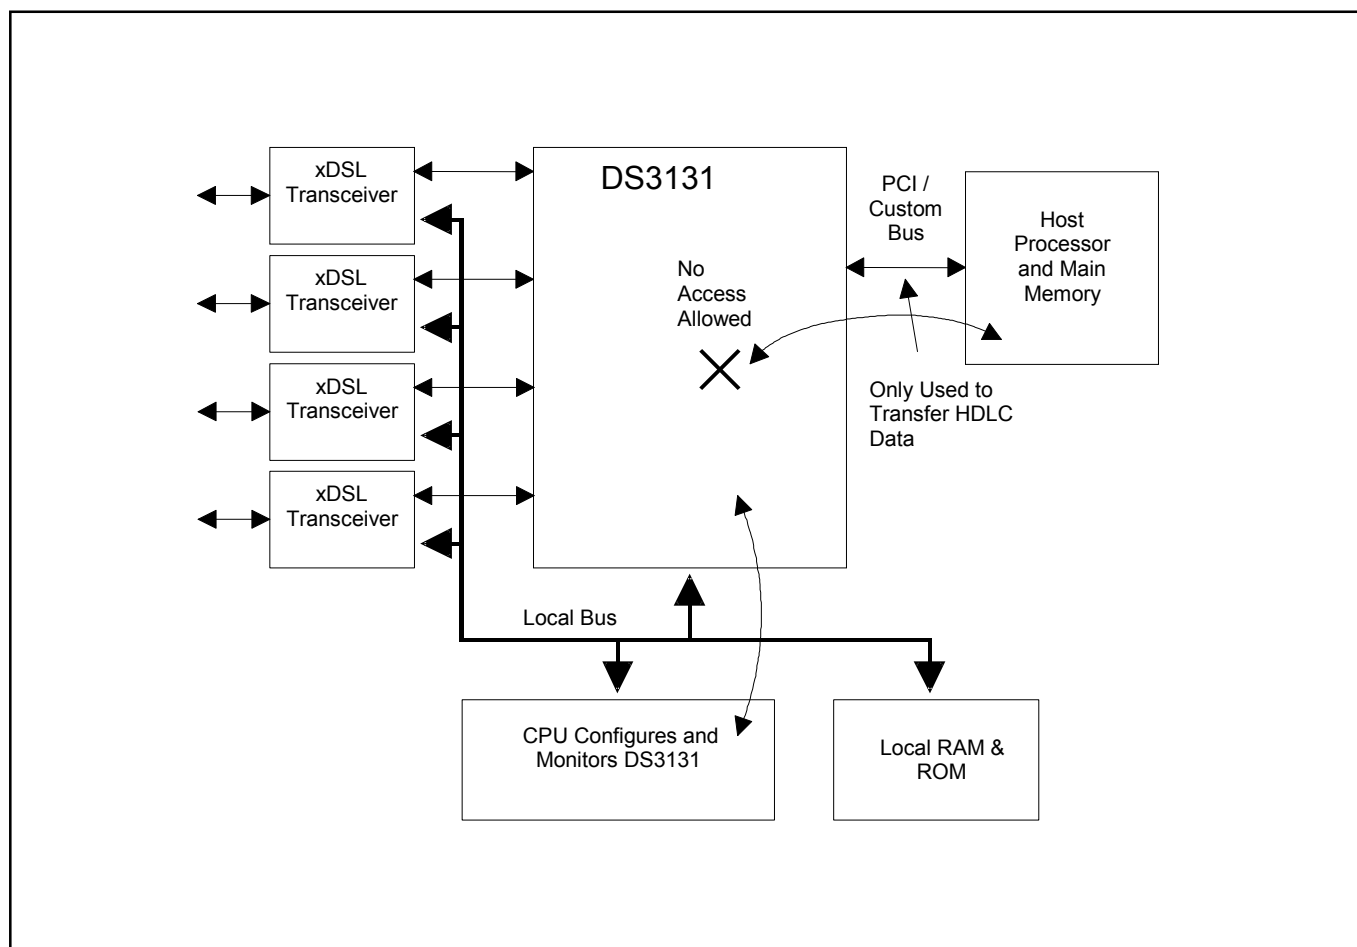 xDSL
Transceiver
xDSL
Transceiver
xDSL
Transceiver
xDSL
Transceiver
DS3131
No
Access
Allowed
PCI /
Custom
Bus
Host
Processor
and Main
Memory
Only Used to
Transfer HDLC
Data
Local Bus
CPU Configures and
Monitors DS3131
Local RAM &
ROM